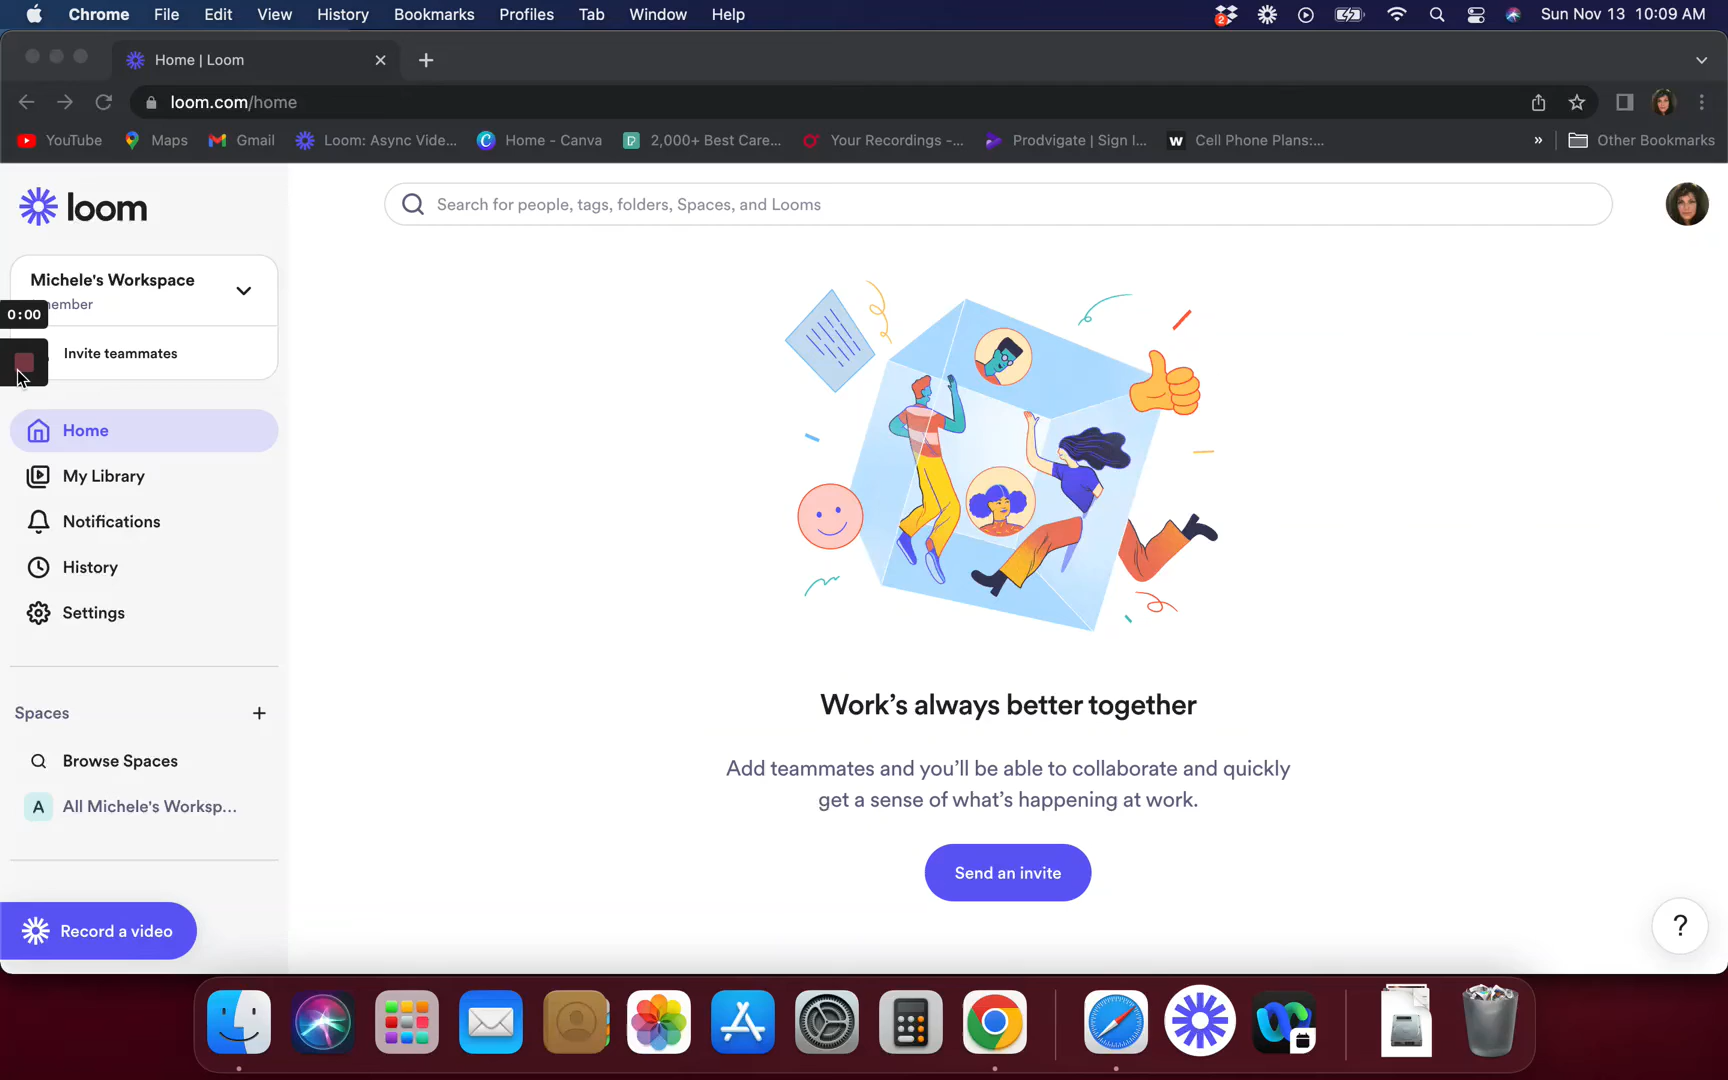 Chrome File Edit View History Bookmarks Profiles Tab Window Help 2 Sun Nov 13 10:09 AM
Home | Loom
loom.com/home
YouTube Maps Gmail Loom: Async Vide... Home - Canva 2,000+ Best Care... Your Recordings -... Prodvigate | Sign I... W Cell Phone Plans:... » Other Bookmarks
loom
Search for people, tags, folders, Spaces, and Looms
Michele's Workspace
member
0:00
Invite teammates
Home
My Library
Notifications
History
Settings
Spaces +
Browse Spaces
A All Michele's Worksp...
Record a video
Work's always better together
Add teammates and you'll be able to collaborate and quickly
get a sense of what's happening at work.
Send an invite
?